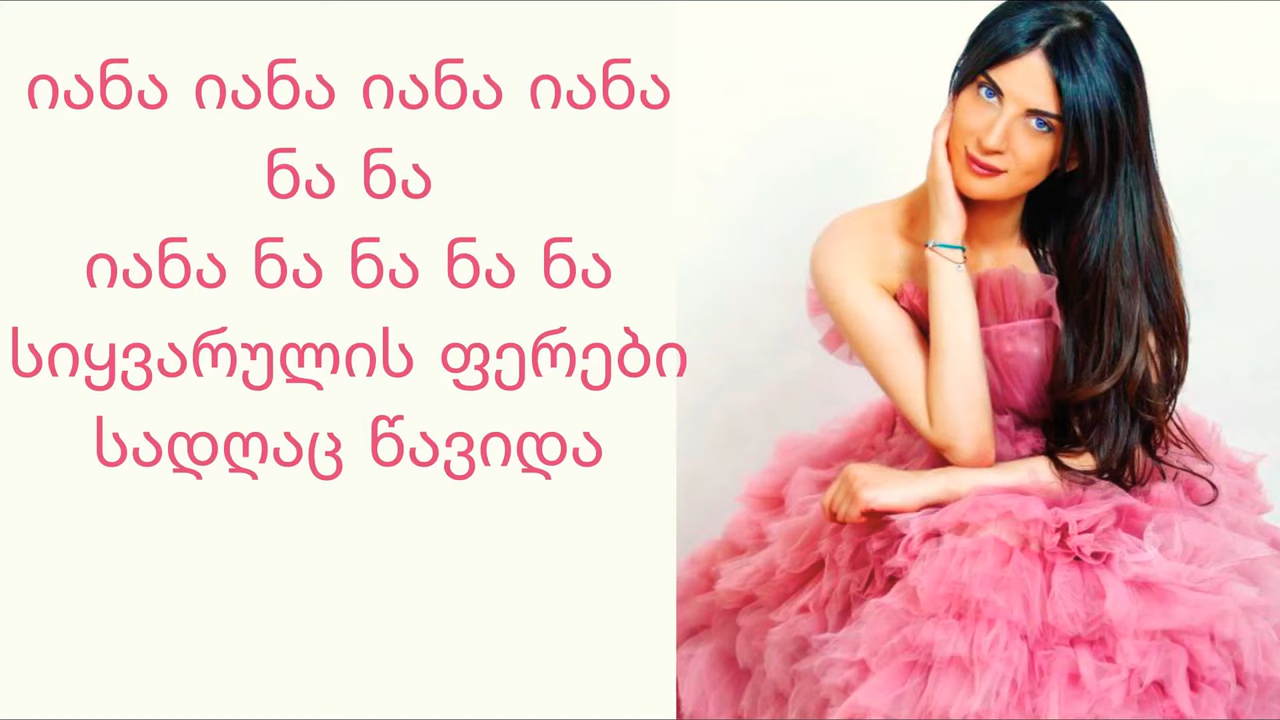 იანა იანა იანა იანა
ნა ნა
იანა ნა ნა ნა ნა
სიყვარულის ფერები
სადღაც წავიდა